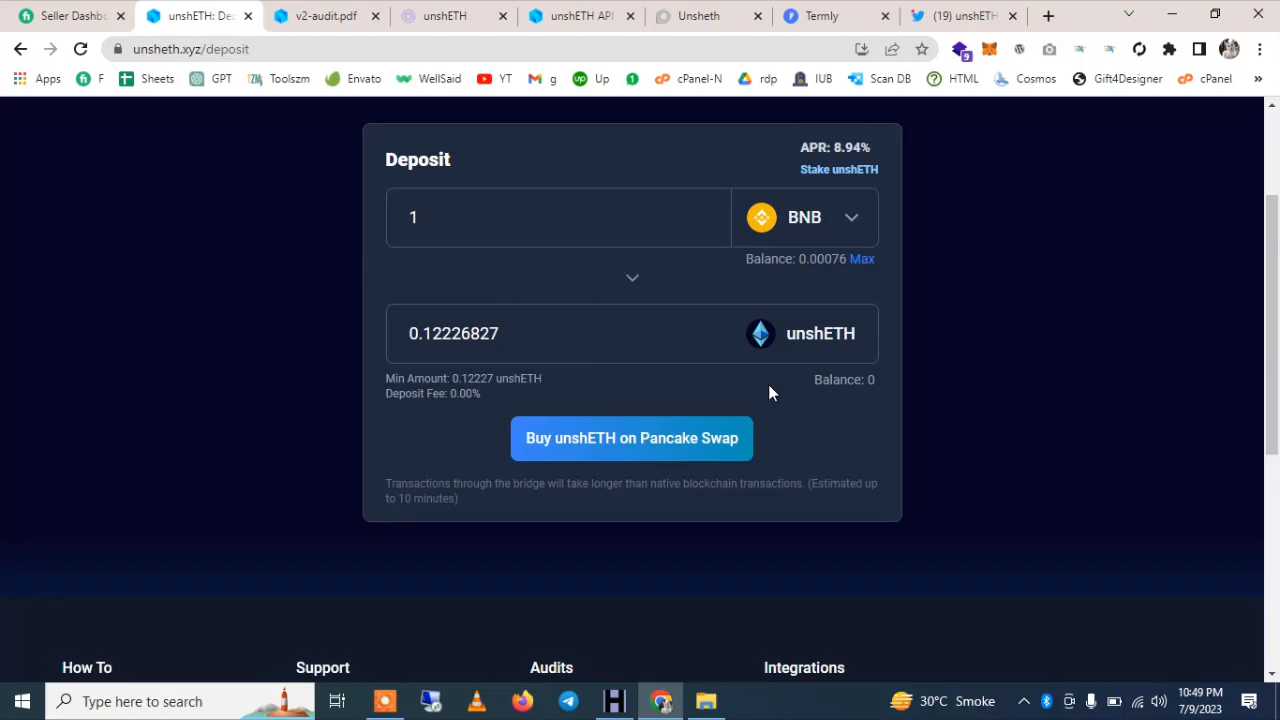 Seller Dashbo
unshETH: De
v2-audit.pdf
unshETH
unshETH API
Unsheth
Termly
(19) unshETH
unsheth.xyz/deposit
9
Apps
F
Sheets
GPT
Toolszm
Envato
WellSaid
YT
g
Up
cPanel-
rdp
IUB
Scan DB
HTML
Cosmos
Gift4Designer
cPanel
»
Deposit
APR: 8.94%
Stake unshETH
1
BNB
Balance: 0.00076 Max
0.12226827
unshETH
Min Amount: 0.12227 unshETH
Balance: 0
Deposit Fee: 0.00%
Buy unshETH on Pancake Swap
Transactions through the bridge will take longer than native blockchain transactions. (Estimated up
to 10 minutes)
How To
Support
Audits
Integrations
Type here to search
30°C Smoke
10:49 PM
7/9/2023